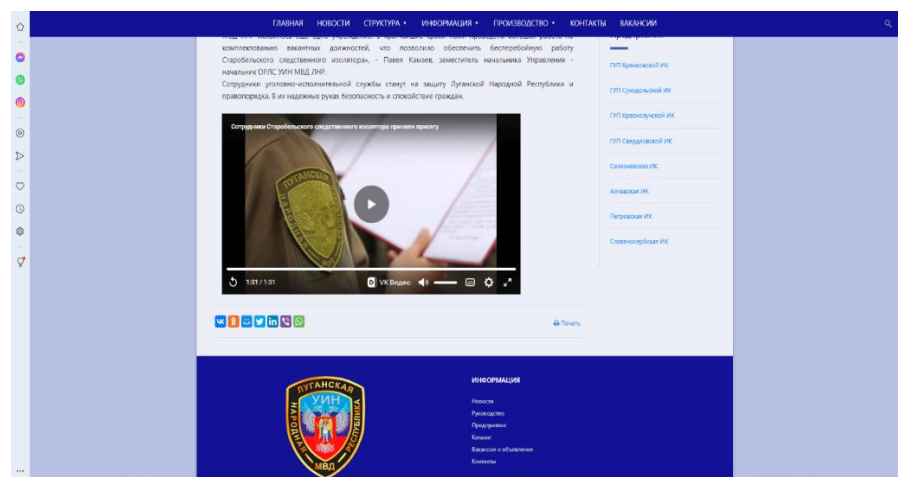 ГЛАВНАЯ НОВОСТИ СТРУКТУРА ИНФОРМАЦИЯ ПРОИЗВОДСТВО КОНТАКТЫ ВАКАНСИИ
комплектованию вакантных должностей, что позволило обеспечить бесперебойную работу
Старобельского следственного изолятора», - Павел Камаев, заместитель начальника Управления -
начальник ОРЛС УИН МВД ЛНР.
Сотрудники уголовно-исполнительной службы станут на защиту Луганской Народной Республики и
правопорядка. В их надежных руках безопасность и спокойствие граждан.
Сотрудники Старобельского следственного изолятора приняли присягу
ЛУГАНСКАЯ
НАРОДНАЯ
1:31 / 1:31 VK Видео
Печать
ГУП Брянковской ИК
ГУП Суходольской ИК
ГУП Краснолучской ИК
ГУП Свердловской ИК
Селезневская ИК
Алчевская ИК
Петровская ИК
Славяносербская ИК
ЛУГАНСКАЯ
НАРОДНАЯ
РЕСПУБЛИКА
УИН
МВД
ИНФОРМАЦИЯ
Новости
Руководство
Предприятия
Каталог
Вакансии и объявления
Контакты